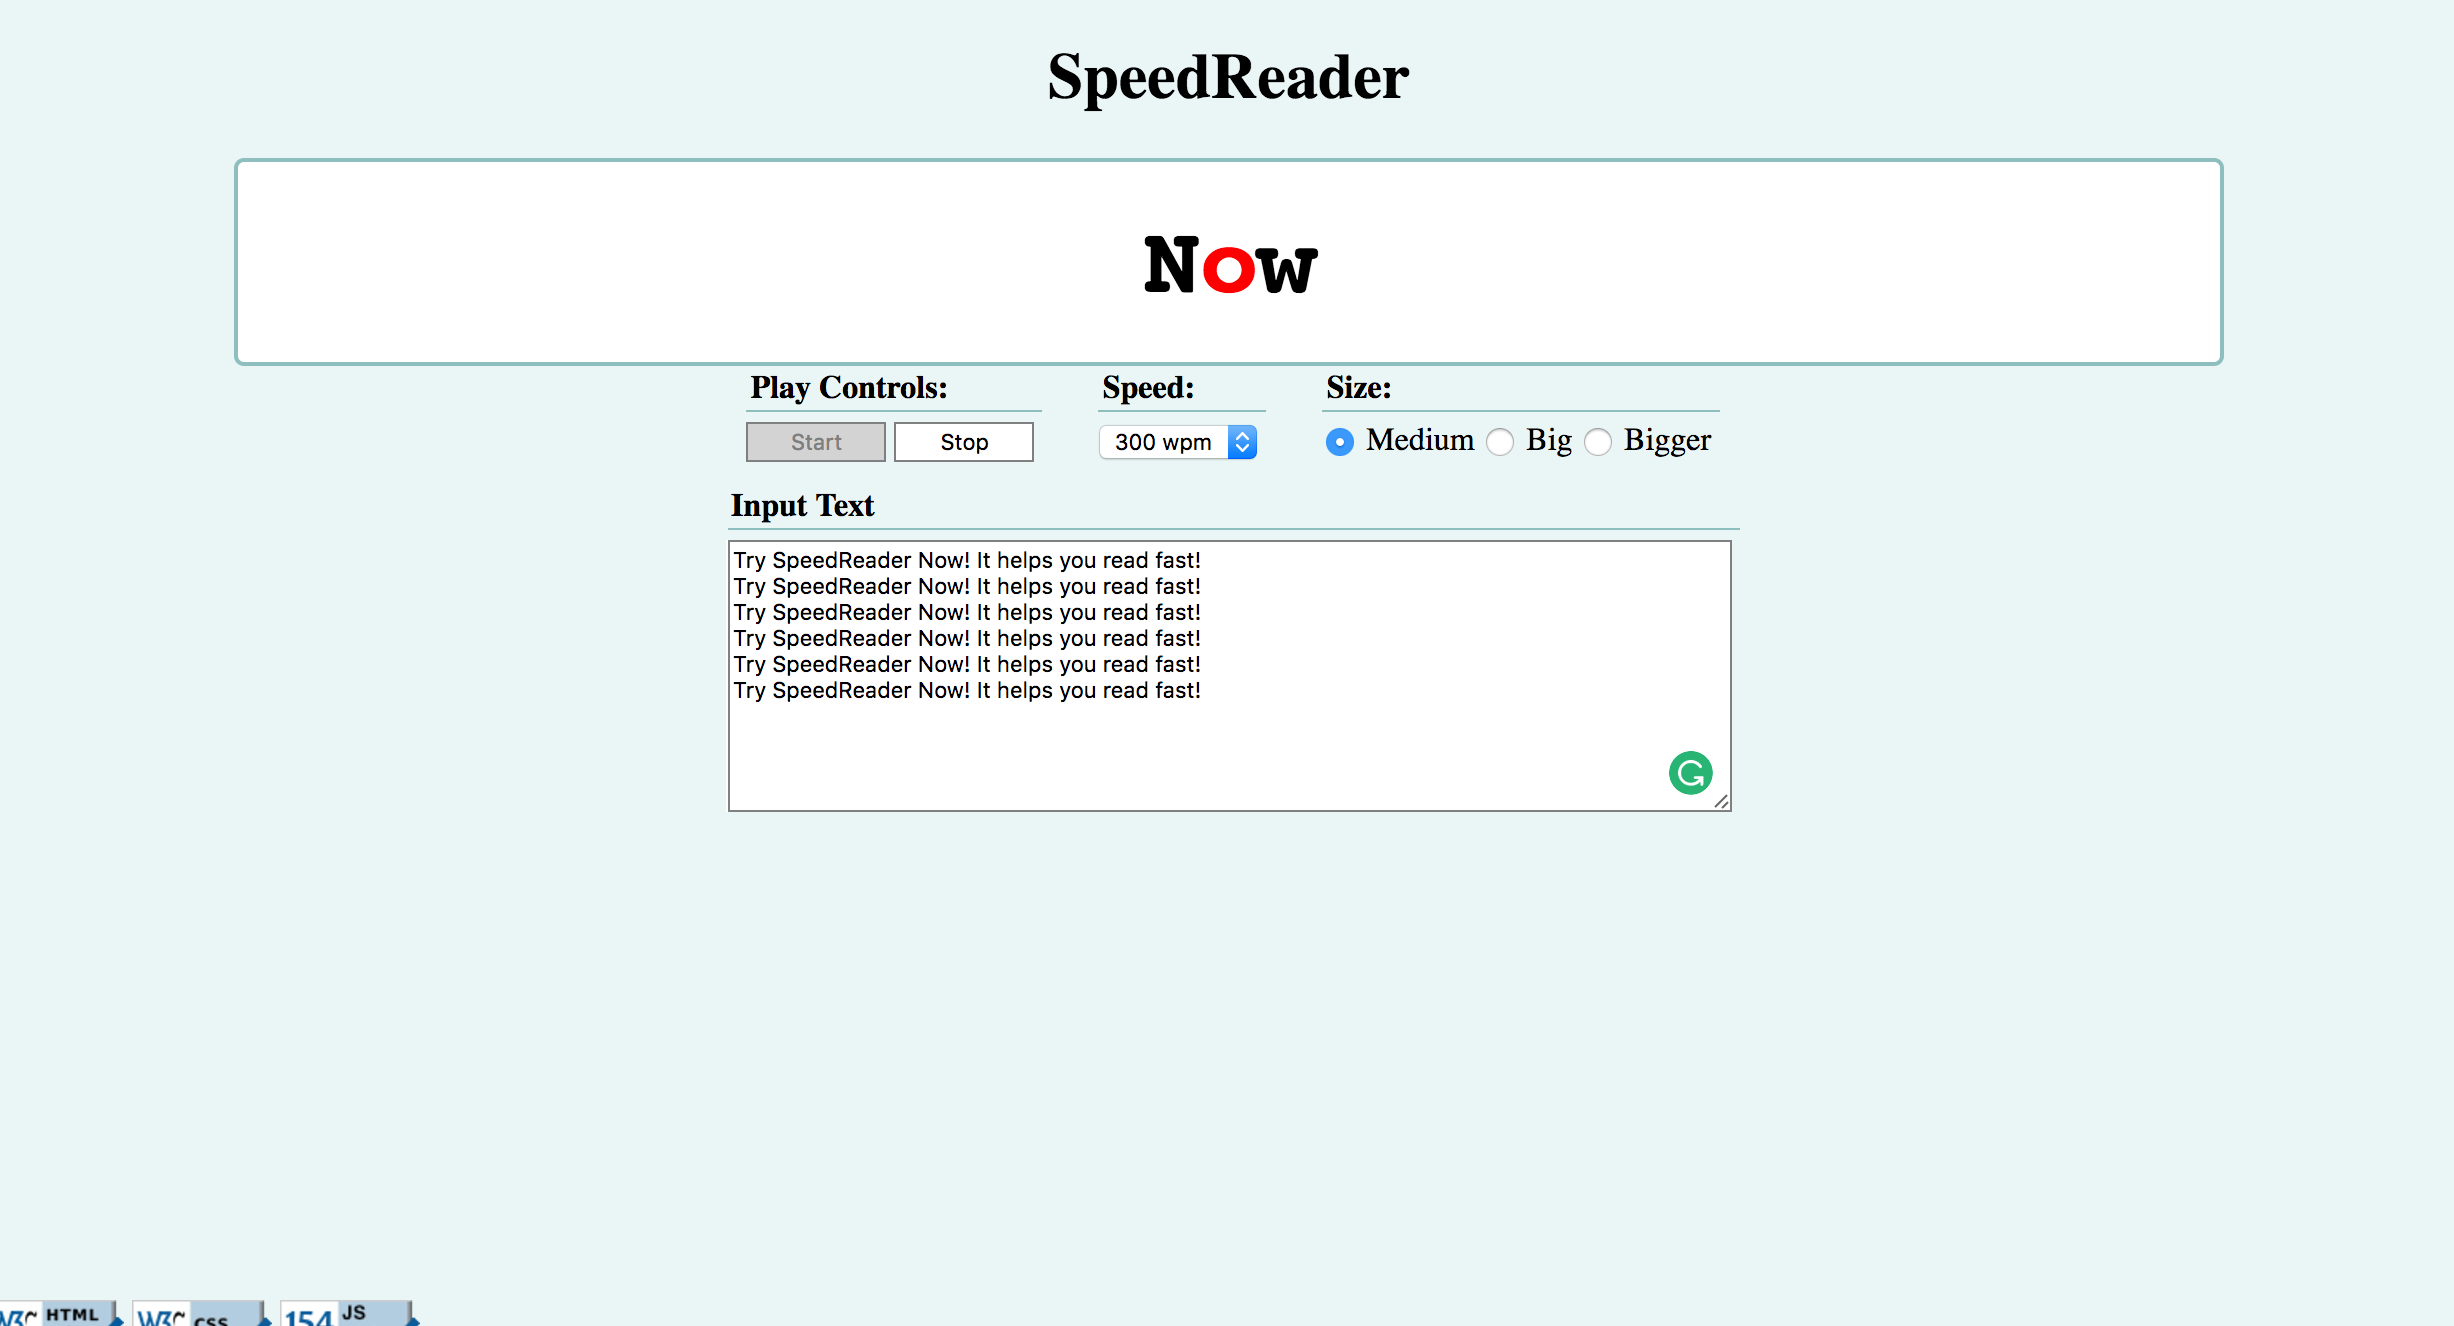 SpeedReader
Now
Play Controls: Speed: Size:
Start Stop 300 wpm Medium Big Bigger
Input Text
Try SpeedReader Now! It helps you read fast!
Try SpeedReader Now! It helps you read fast!
Try SpeedReader Now! It helps you read fast!
Try SpeedReader Now! It helps you read fast!
Try SpeedReader Now! It helps you read fast!
Try SpeedReader Now! It helps you read fast!
W3C HTML W3C CSS 154 JS